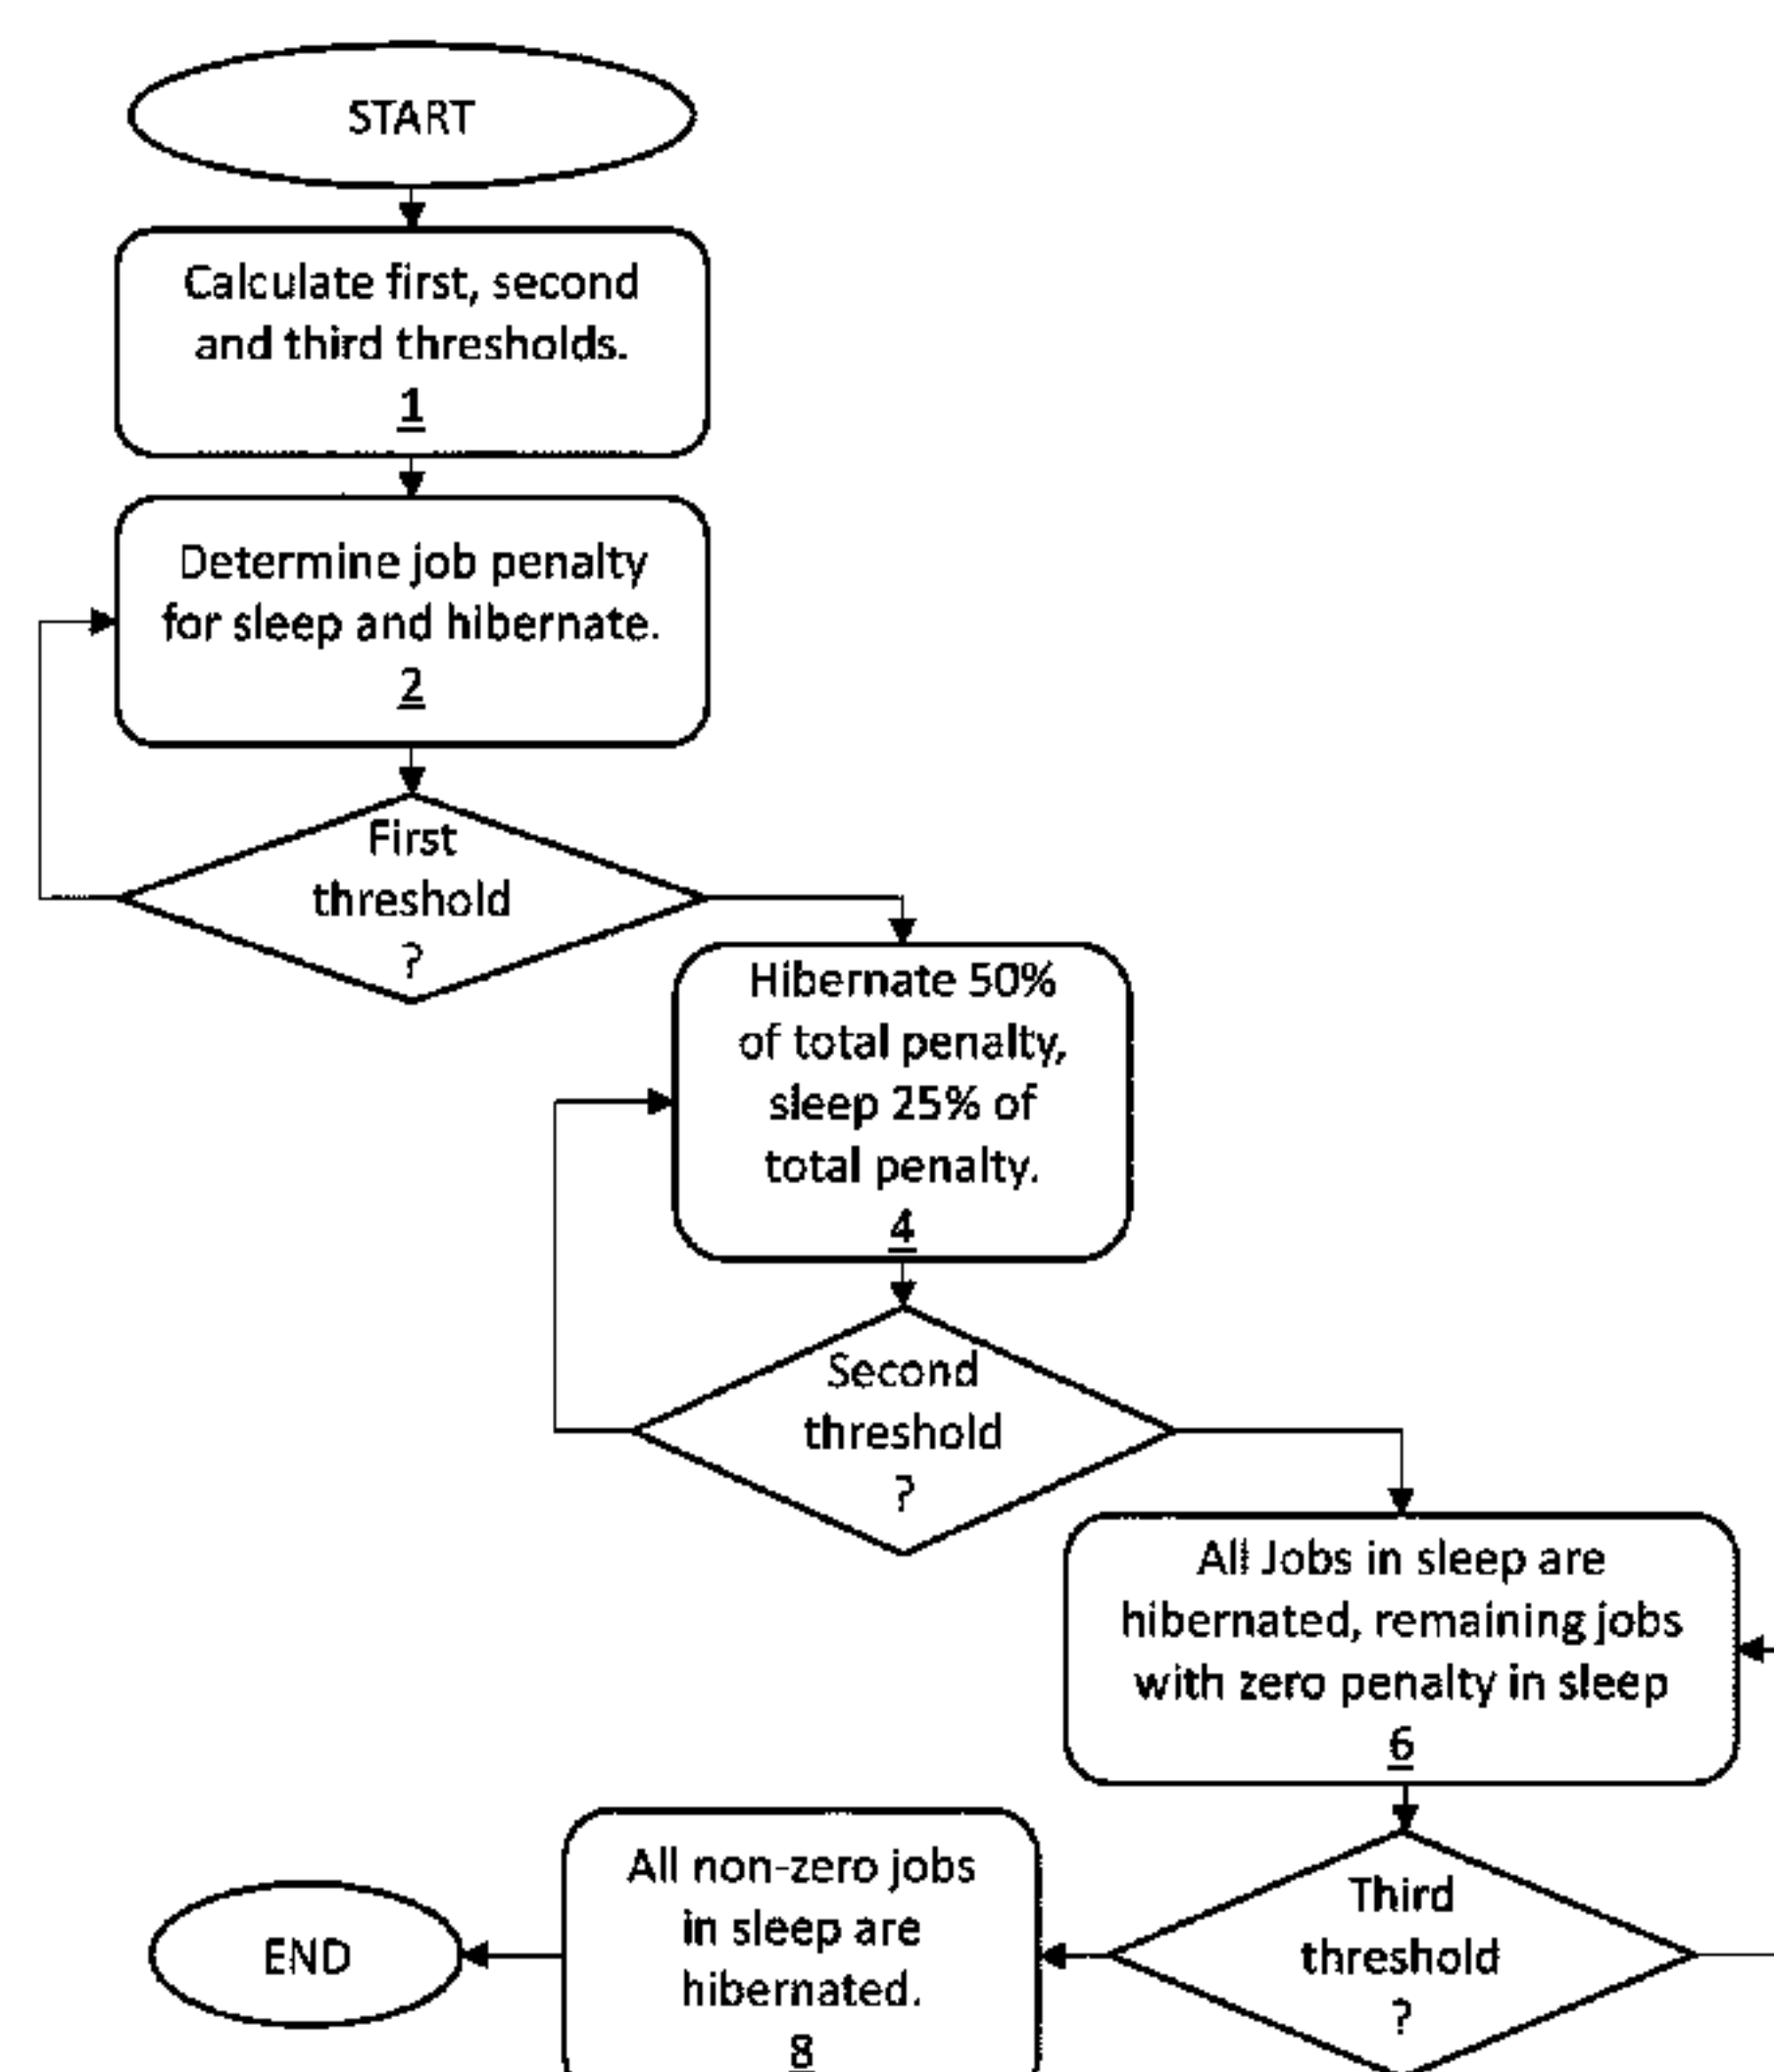 START
Calculate first, second
and third thresholds.
1
Determine job penalty
for sleep and hibernate.
2
First
threshold
?
Hibernate 50%
of total penalty,
sleep 25% of
total penalty.
4
Second
threshold
?
All Jobs in sleep are
hibernated, remaining jobs
with zero penalty in sleep
6
Third
threshold
?
All non-zero jobs
in sleep are
hibernated.
8
END